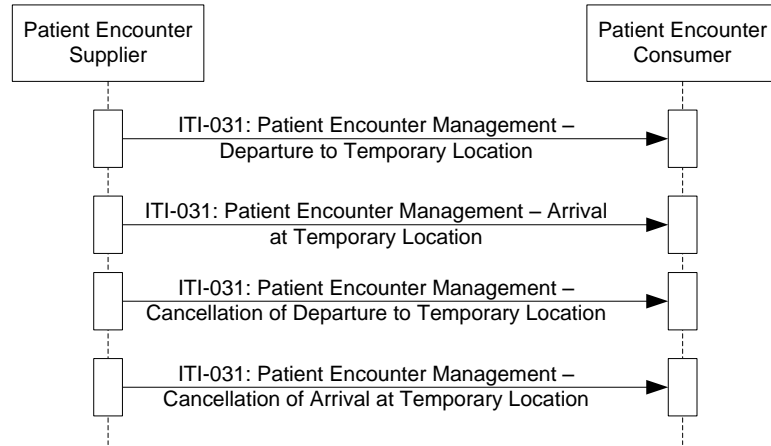 Patient Encounter
Supplier
Patient Encounter
Consumer
ITI-031: Patient Encounter Management –
Departure to Temporary Location
ITI-031: Patient Encounter Management – Arrival
at Temporary Location
ITI-031: Patient Encounter Management –
Cancellation of Departure to Temporary Location
ITI-031: Patient Encounter Management –
Cancellation of Arrival at Temporary Location